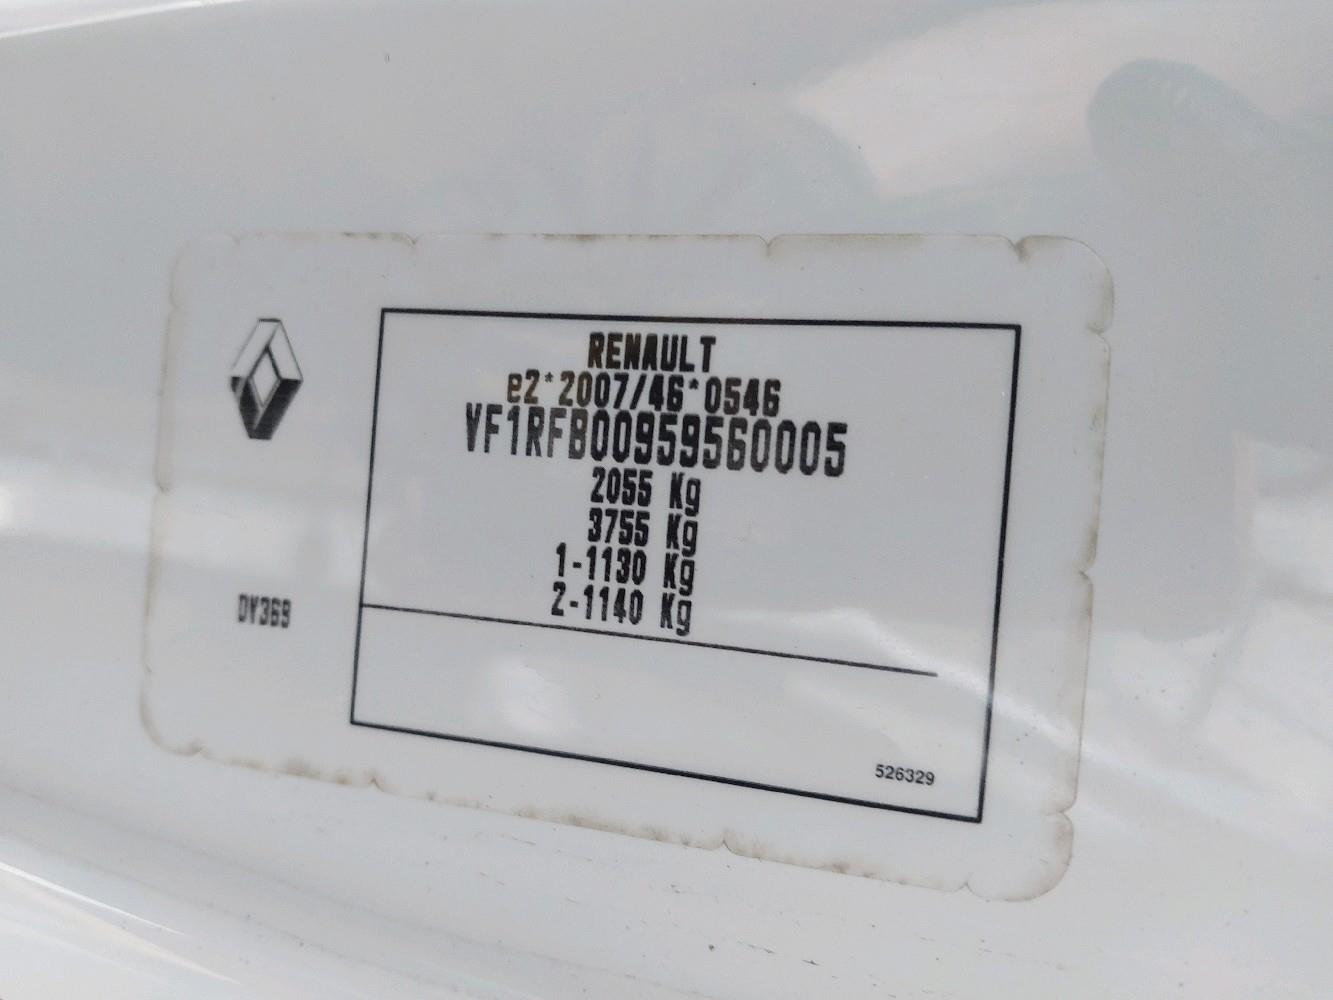 RENAULT
e2*2007/46*0546
VF1RFB00959560005
2055 Kg
3755 Kg
1-1130 Kg
2-1140 Kg
DV369
526329